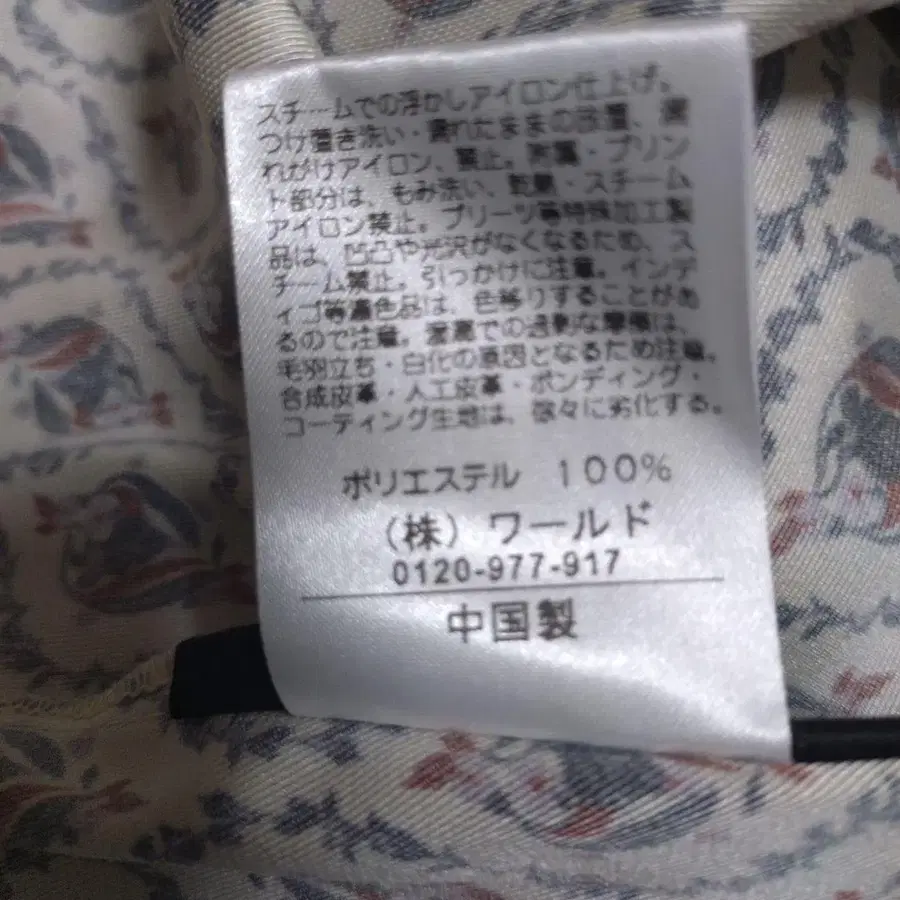 スチームでの浮かしアイロン仕上げ。
つけ置き洗い・濡れたままの放置、濡
れがけアイロン、禁止。附属・プリン
ト部分は、もみ洗い、乾燥・スチーム
アイロン禁止。プリーツ等特殊加工製
品は、凹凸や光沢がなくなるため、ス
チーム禁止。引っかけに注意。インデ
ィゴ等濃色品は、色移りすることがあ
るので注意。着用での過剰な摩擦は、
毛羽立ち・白化の原因となるため注意。
合成皮革・人工皮革・ボンディング・
コーティング生地は、徐々に劣化する。
ポリエステル 100%
(株) ワールド
0120-977-917
中国製